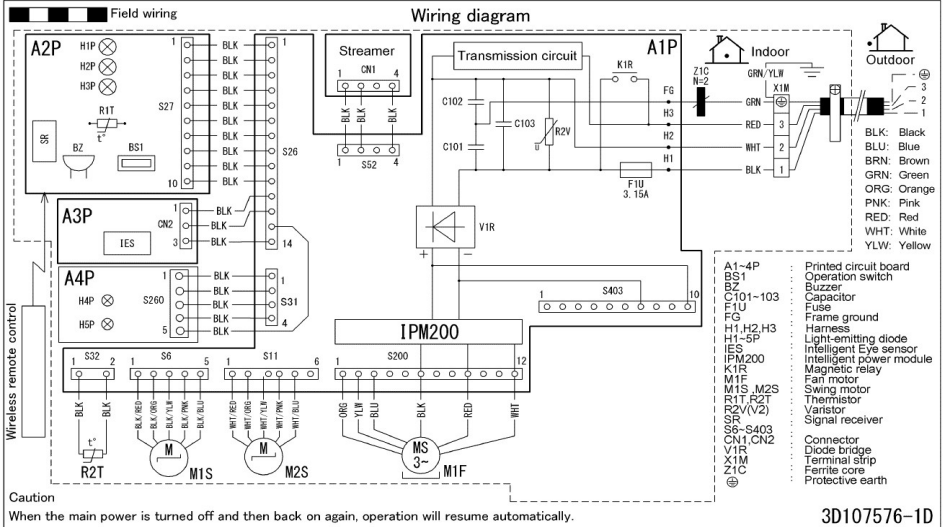 Field wiring
Wiring diagram
A2P
H1P
H2P
H3P
R1T
t°
SR
BZ
BS1
1
S27
10
BLK
BLK
BLK
BLK
BLK
BLK
BLK
BLK
BLK
BLK
1
S26
14
A3P
IES
1
CN2
3
BLK
BLK
BLK
A4P
H4P
H5P
1
S260
5
BLK
BLK
BLK
BLK
BLK
1
S31
4
Streamer
CN1
1 4
BLK
BLK
BLK
1 4
S52
A1P
Transmission circuit
K1R
C102
C103
C101
R2V
U
FG
H3
H2
H1
F1U
3.15A
V1R
+ -
1 S403 10
IPM200
Z1C
N=2
Indoor
GRN/YLW
X1M
GRN
RED 3
WHT 2
BLK 1
Outdoor
3
2
1
BLK: Black
BLU: Blue
BRN: Brown
GRN: Green
ORG: Orange
PNK: Pink
RED: Red
WHT: White
YLW: Yellow
S32
1 2
BLK
BLK
t°
R2T
S6
1 5
BLK/RED
BLK/ORG
BLK/YLW
BLK/PNK
BLK/BLU
M
M1S
S11
1 6
WHT/RED
WHT/ORG
WHT/YLW
WHT/PNK
WHT/BLU
M
M2S
S200
1 12
ORG
YLW
BLU
BLK
RED
WHT
MS
3~
M1F
Wireless remote control
A1~4P : Printed circuit board
BS1 : Operation switch
BZ : Buzzer
C101~103 : Capacitor
F1U : Fuse
FG : Frame ground
H1,H2,H3 : Harness
H1~5P : Light-emitting diode
IES : Intelligent Eye sensor
IPM200 : Intelligent power module
K1R : Magnetic relay
M1F : Fan motor
M1S ,M2S : Swing motor
R1T,R2T : Thermistor
R2V(V2) : Varistor
SR : Signal receiver
S6~S403
CN1,CN2 : Connector
V1R : Diode bridge
X1M : Terminal strip
Z1C : Ferrite core
: Protective earth
Caution
When the main power is turned off and then back on again, operation will resume automatically.
3D107576-1D